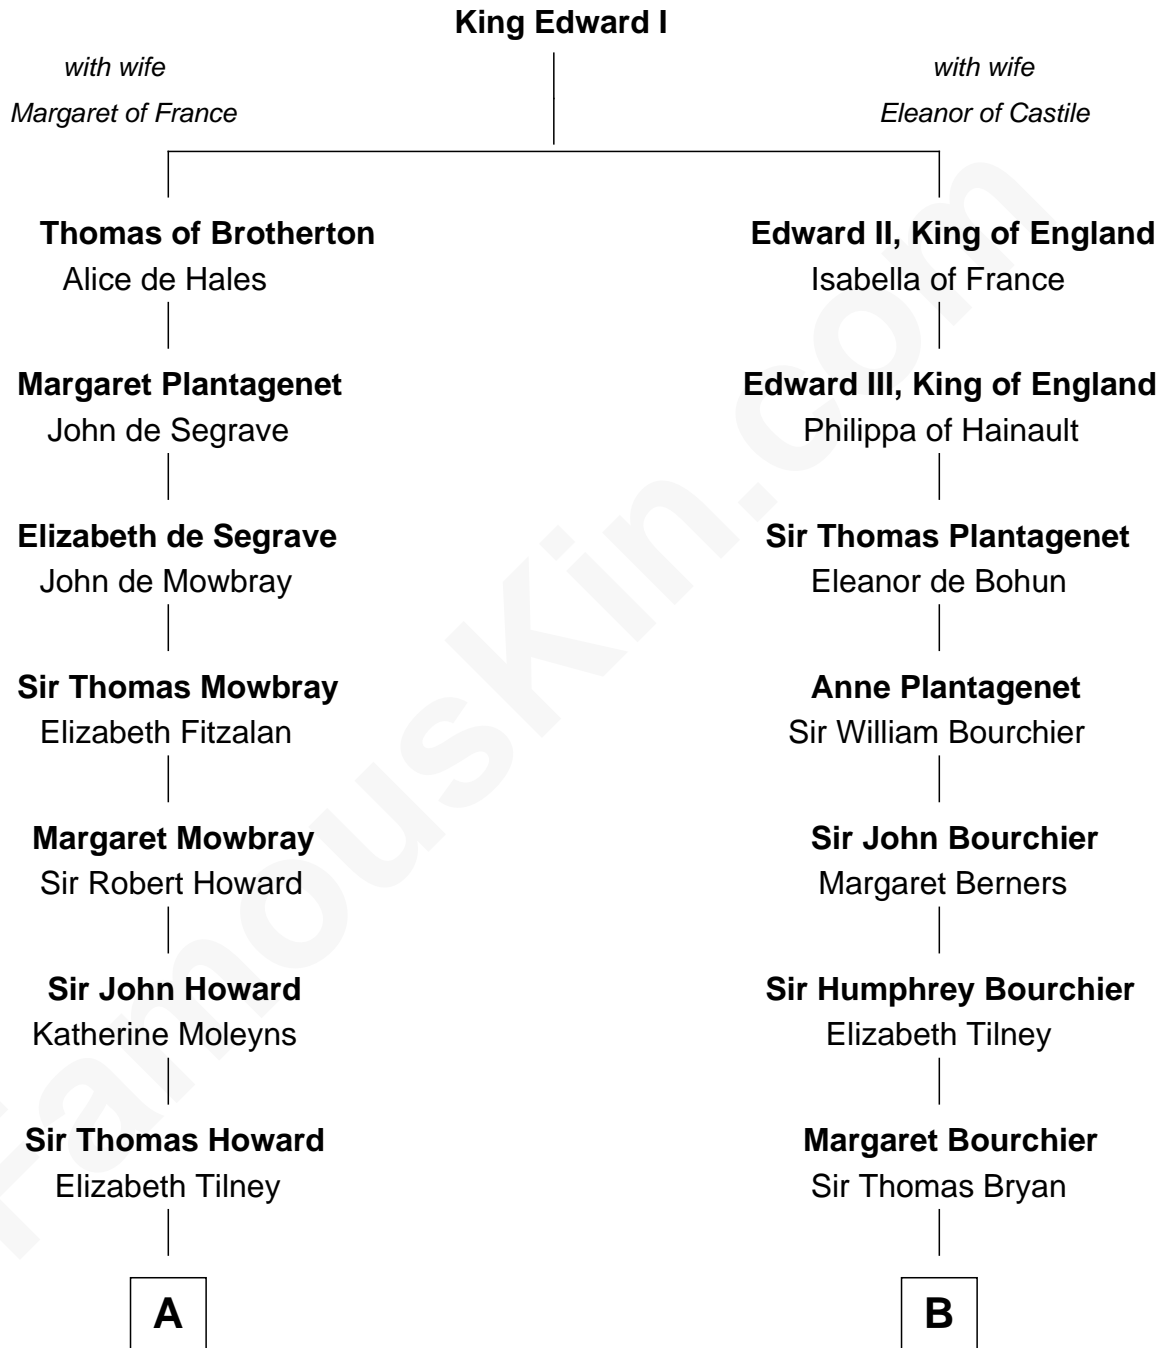 King Edward I
with wife
Margaret of France
with wife
Eleanor of Castile
Thomas of Brotherton
Alice de Hales
Edward II, King of England
Isabella of France
Margaret Plantagenet
John de Segrave
Edward III, King of England
Philippa of Hainault
Elizabeth de Segrave
John de Mowbray
Sir Thomas Plantagenet
Eleanor de Bohun
Sir Thomas Mowbray
Elizabeth Fitzalan
Anne Plantagenet
Sir William Bourchier
Margaret Mowbray
Sir Robert Howard
Sir John Bourchier
Margaret Berners
Sir John Howard
Katherine Moleyns
Sir Humphrey Bourchier
Elizabeth Tilney
Sir Thomas Howard
Elizabeth Tilney
Margaret Bourchier
Sir Thomas Bryan
A
B
FamousKin.com